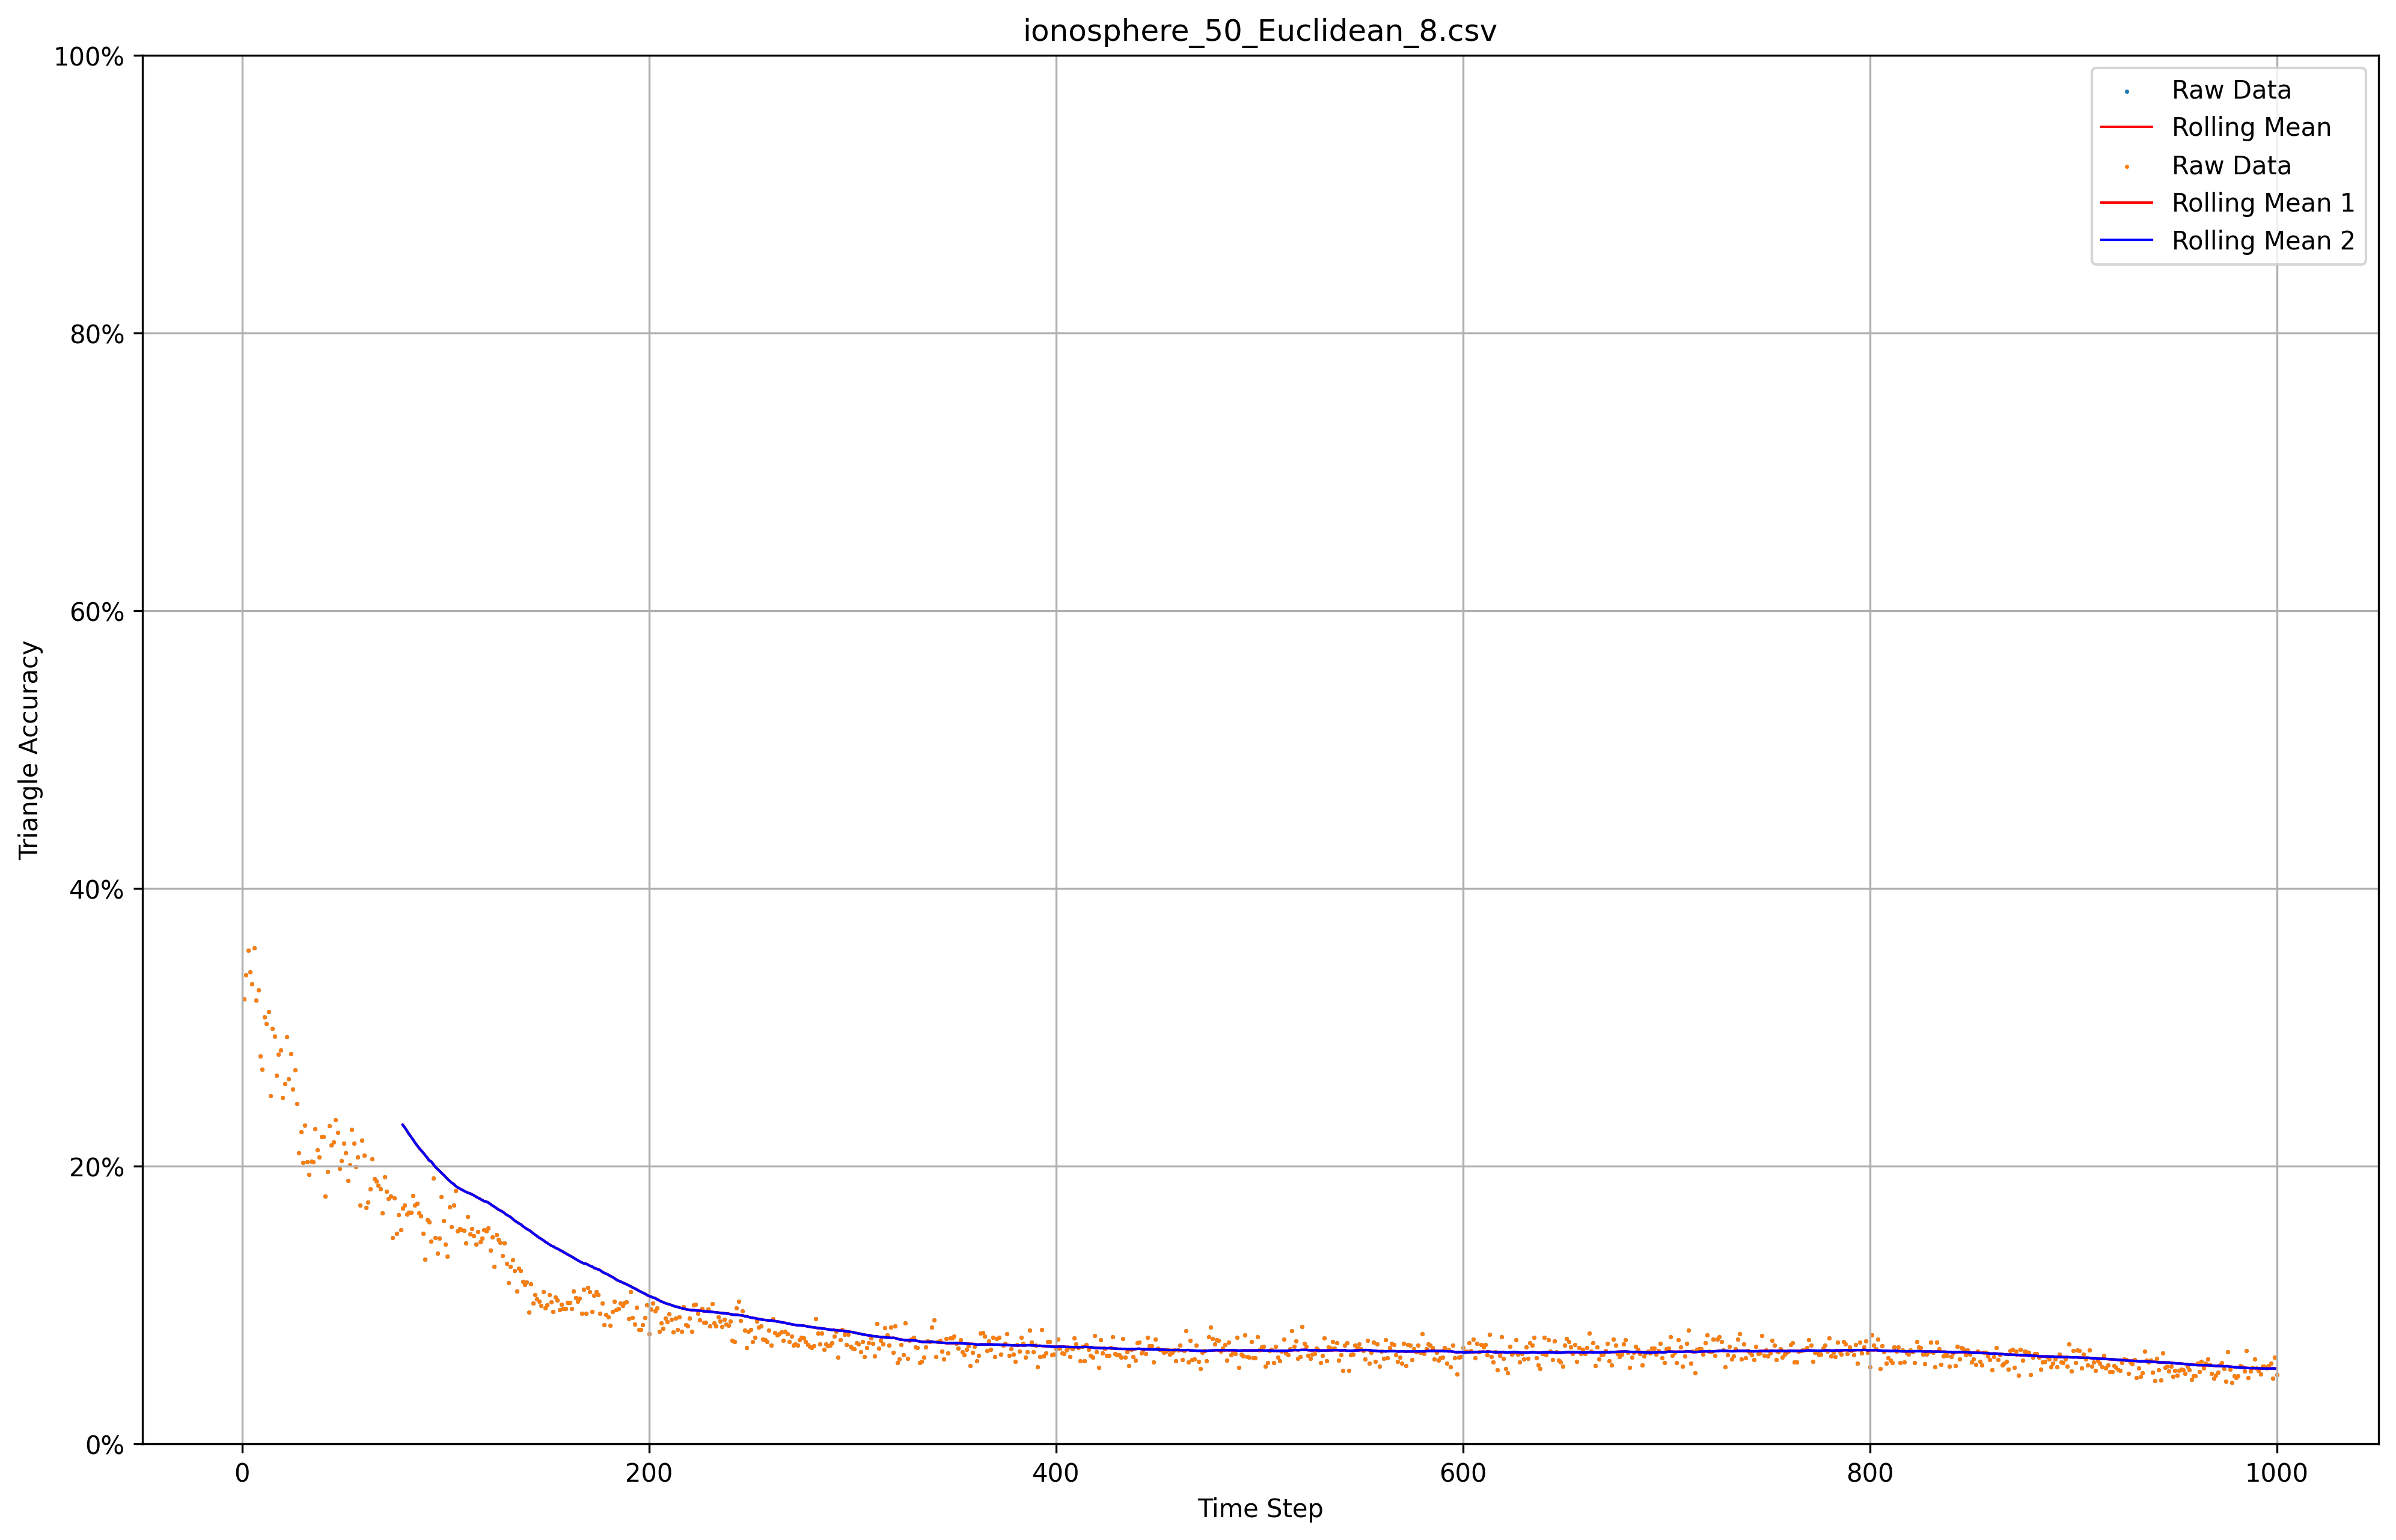 ionosphere_50_Euclidean_8.csv
100%
80%
60%
40%
20%
0%
Triangle Accuracy
Raw Data
Rolling Mean
Raw Data
Rolling Mean 1
Rolling Mean 2
0
200
400
600
800
1000
Time Step